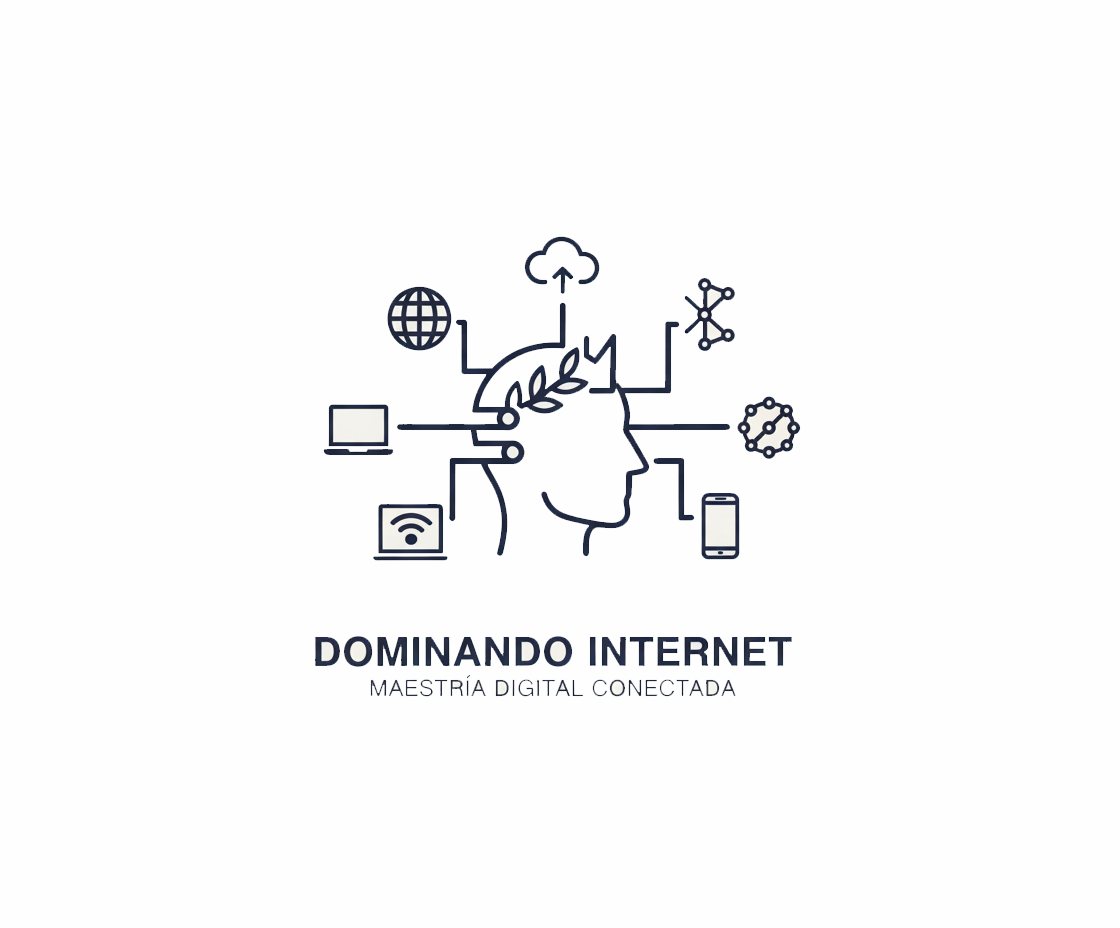 DOMINANDO INTERNET
MAESTRÍA DIGITAL CONECTADA